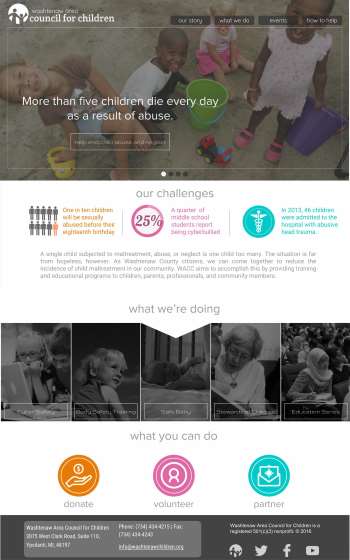 washtenaw area
council for children
our story
what we do
events
how to help
More than five children die every day
as a result of abuse.
help end child abuse and neglect
our challenges
One in ten children
will be sexually
abused before their
eighteenth birthday
25%
A quarter of
middle school
students report
being cyberbullied
In 2013, 46 children
were admitted to the
hospital with abusive
head trauma.
A single child subjected to maltreatment, abuse, or neglect is one child too many. The situation is far
from hopeless, however. As Washtenaw County citizens, we can come together to reduce the
incidence of child maltreatment in our community. WACC aims to accomplish this by providing training
and educational programs to children, parents, professionals, and community members.
what we're doing
Cyber Safety
Body Safety Training
Safe Baby
Stewards of Children
Education Series
what you can do
donate
volunteer
partner
Washtenaw Area Council for Children
3075 West Clark Road, Suite 110,
Ypsilanti, MI, 48197
Phone: (734) 434-4215 | Fax:
(734) 434-4243
info@washtenawchildren.org
Washtenaw Area Council for Children is a
registered 501(c)(3) nonprofit. © 2016